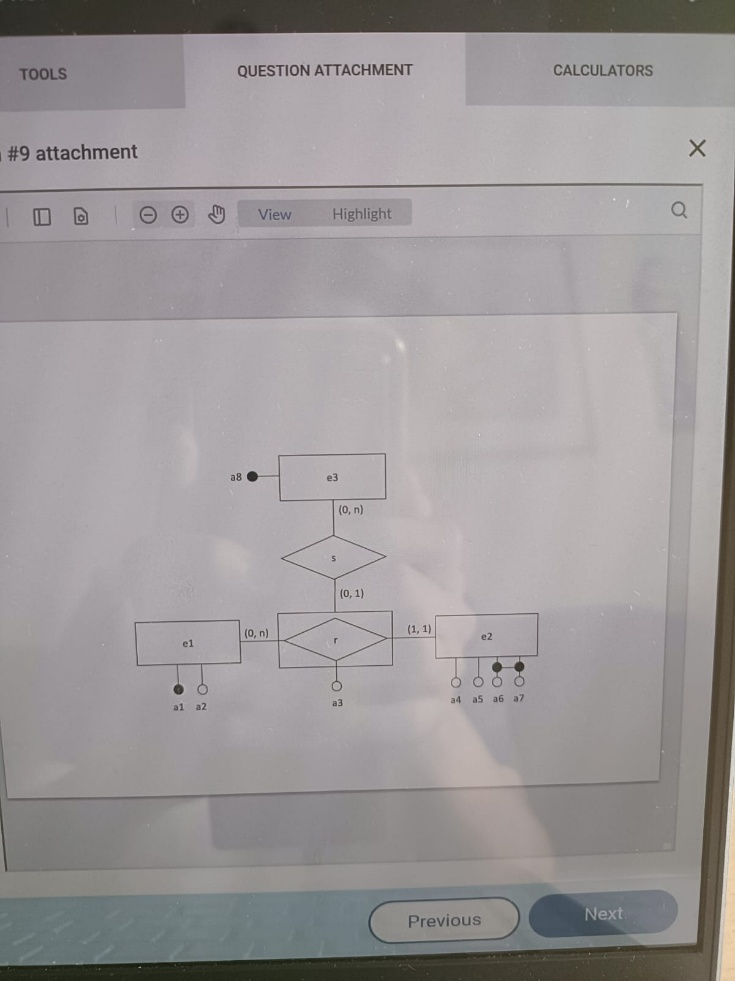 TOOLS QUESTION ATTACHMENT CALCULATORS
#9 attachment
View Highlight
a8 e3
(0, n)
s
(0, 1)
e1 (0, n) r (1, 1) e2
a1 a2 a3 a4 a5 a6 a7
Previous Next